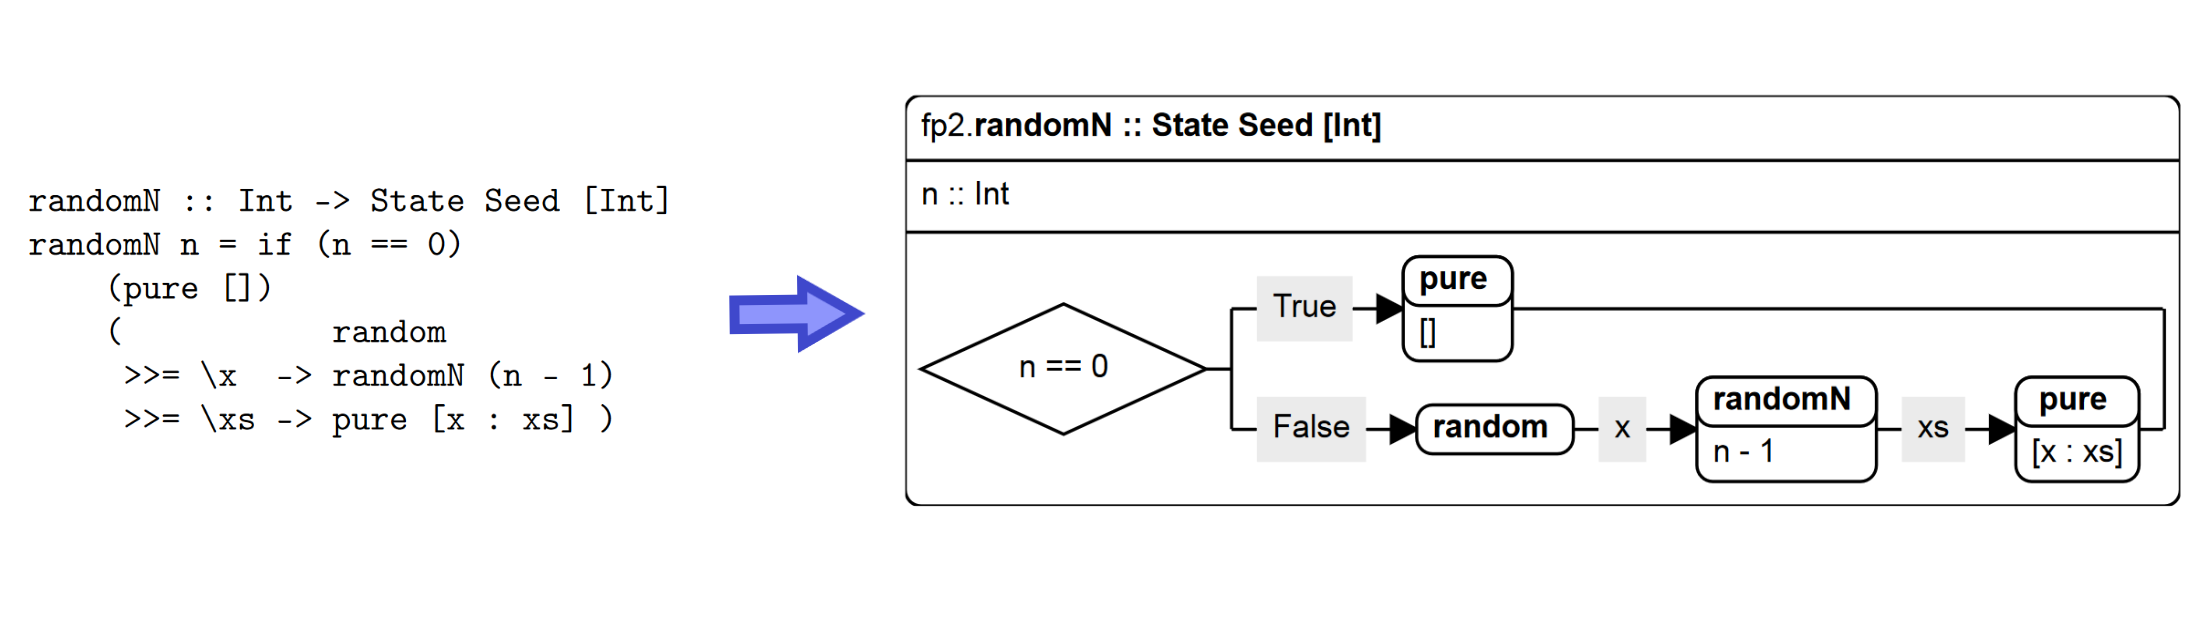 randomN :: Int -> State Seed [Int]
randomN n = if (n == 0)
(pure [])
( random
>>= \x -> randomN (n - 1)
>>= \xs -> pure [x : xs] )
fp2.randomN :: State Seed [Int]
n :: Int
n == 0
True
pure
[]
False
random
x
randomN
n - 1
xs
pure
[x : xs]